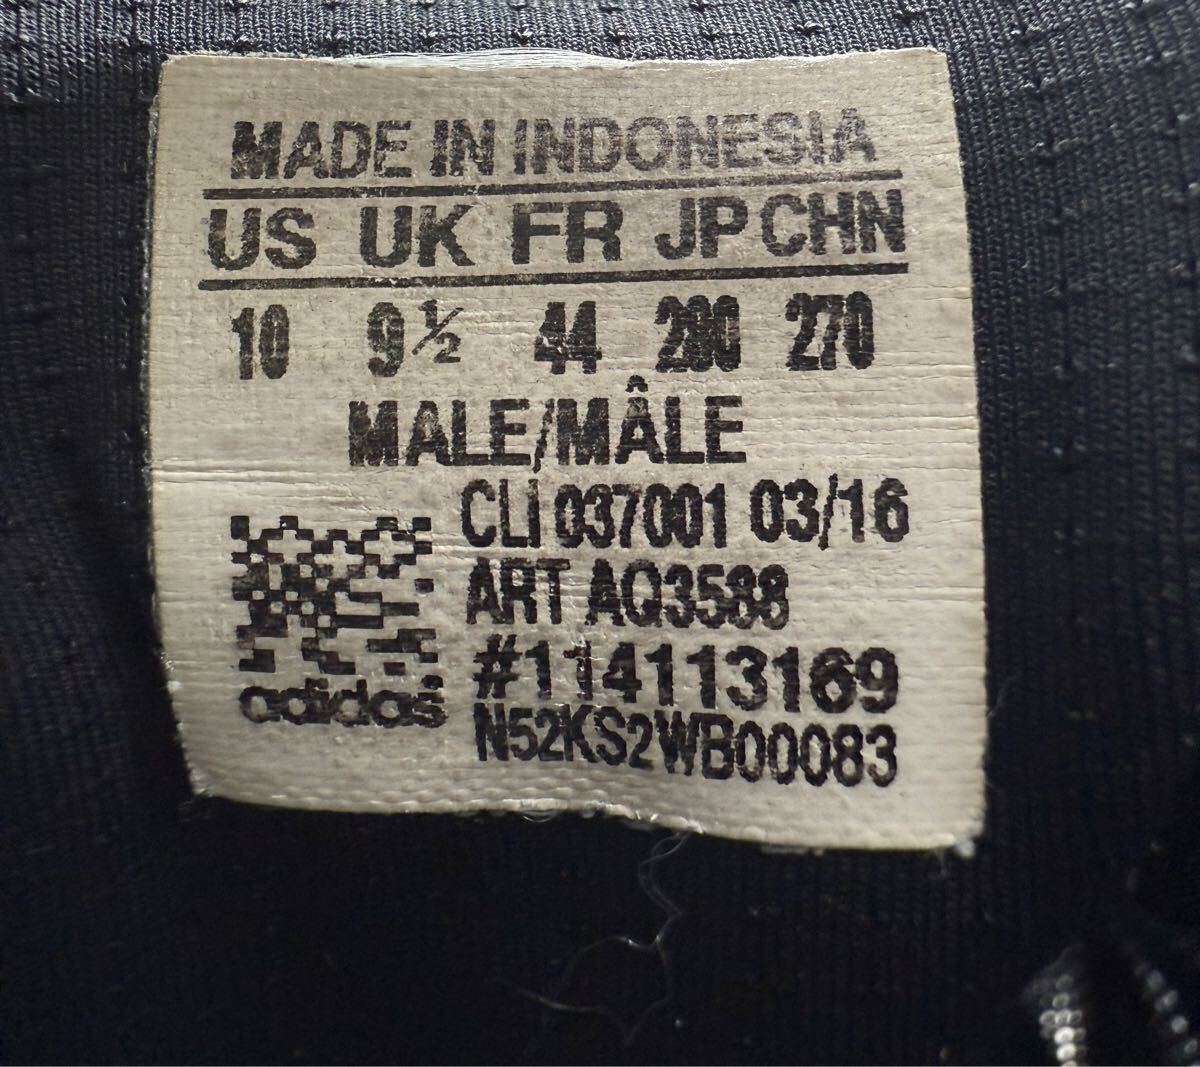 MADE IN INDONESIA
US UK FR JP CHN
10 9½ 44 280 270
MALE/MÂLE
CLI 037001 03/16
ART AQ3588
#114113169
N52KS2WB00083
adidas